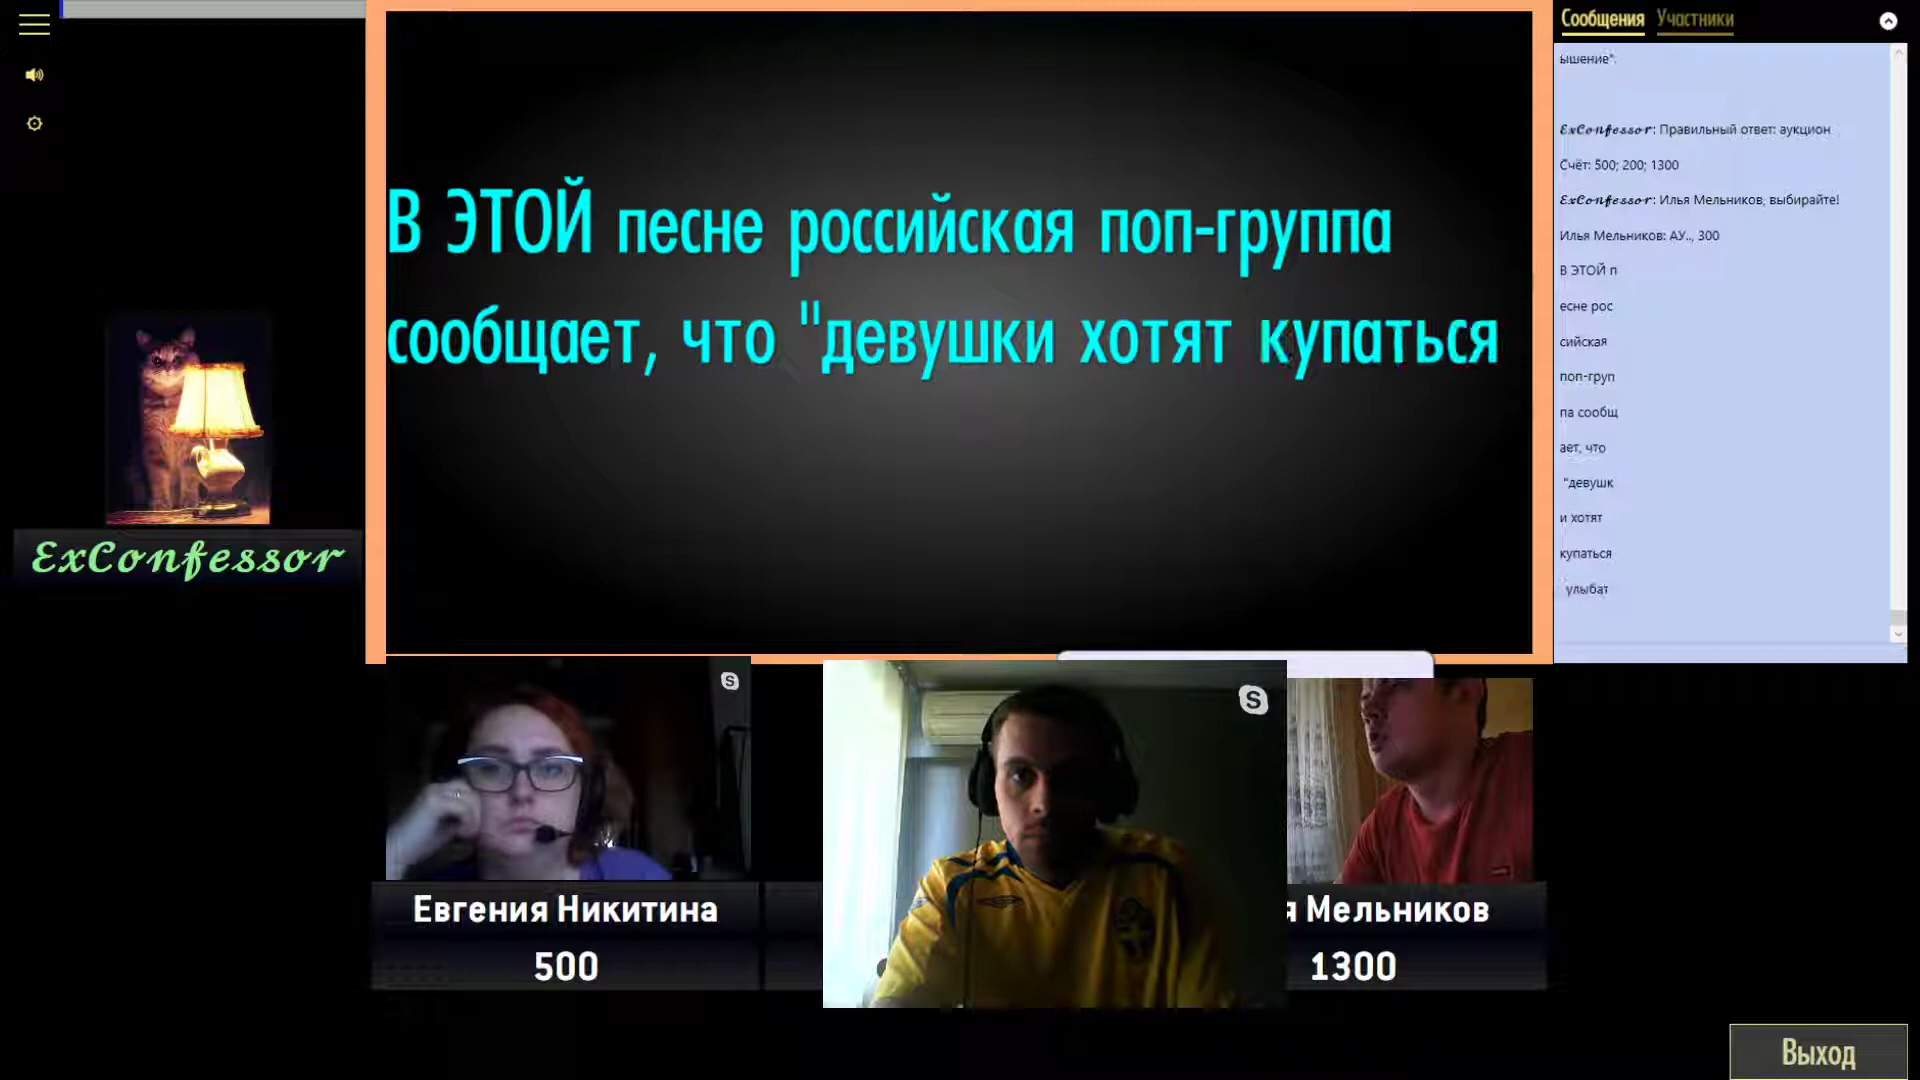 В ЭТОЙ песне российская поп-группа
сообщает, что "девушки хотят купаться
ExConfessor
Сообщения Участники
ышение".
ExConfessor: Правильный ответ: аукцион
Счёт: 500; 200; 1300
ExConfessor: Илья Мельников, выбирайте!
Илья Мельников: АУ.., 300
В ЭТОЙ п
есне рос
сийская
поп-груп
па сообщ
ает, что
"девушк
и хотят
купаться
улыбат
Евгения Никитина
500
я Мельников
1300
Выход